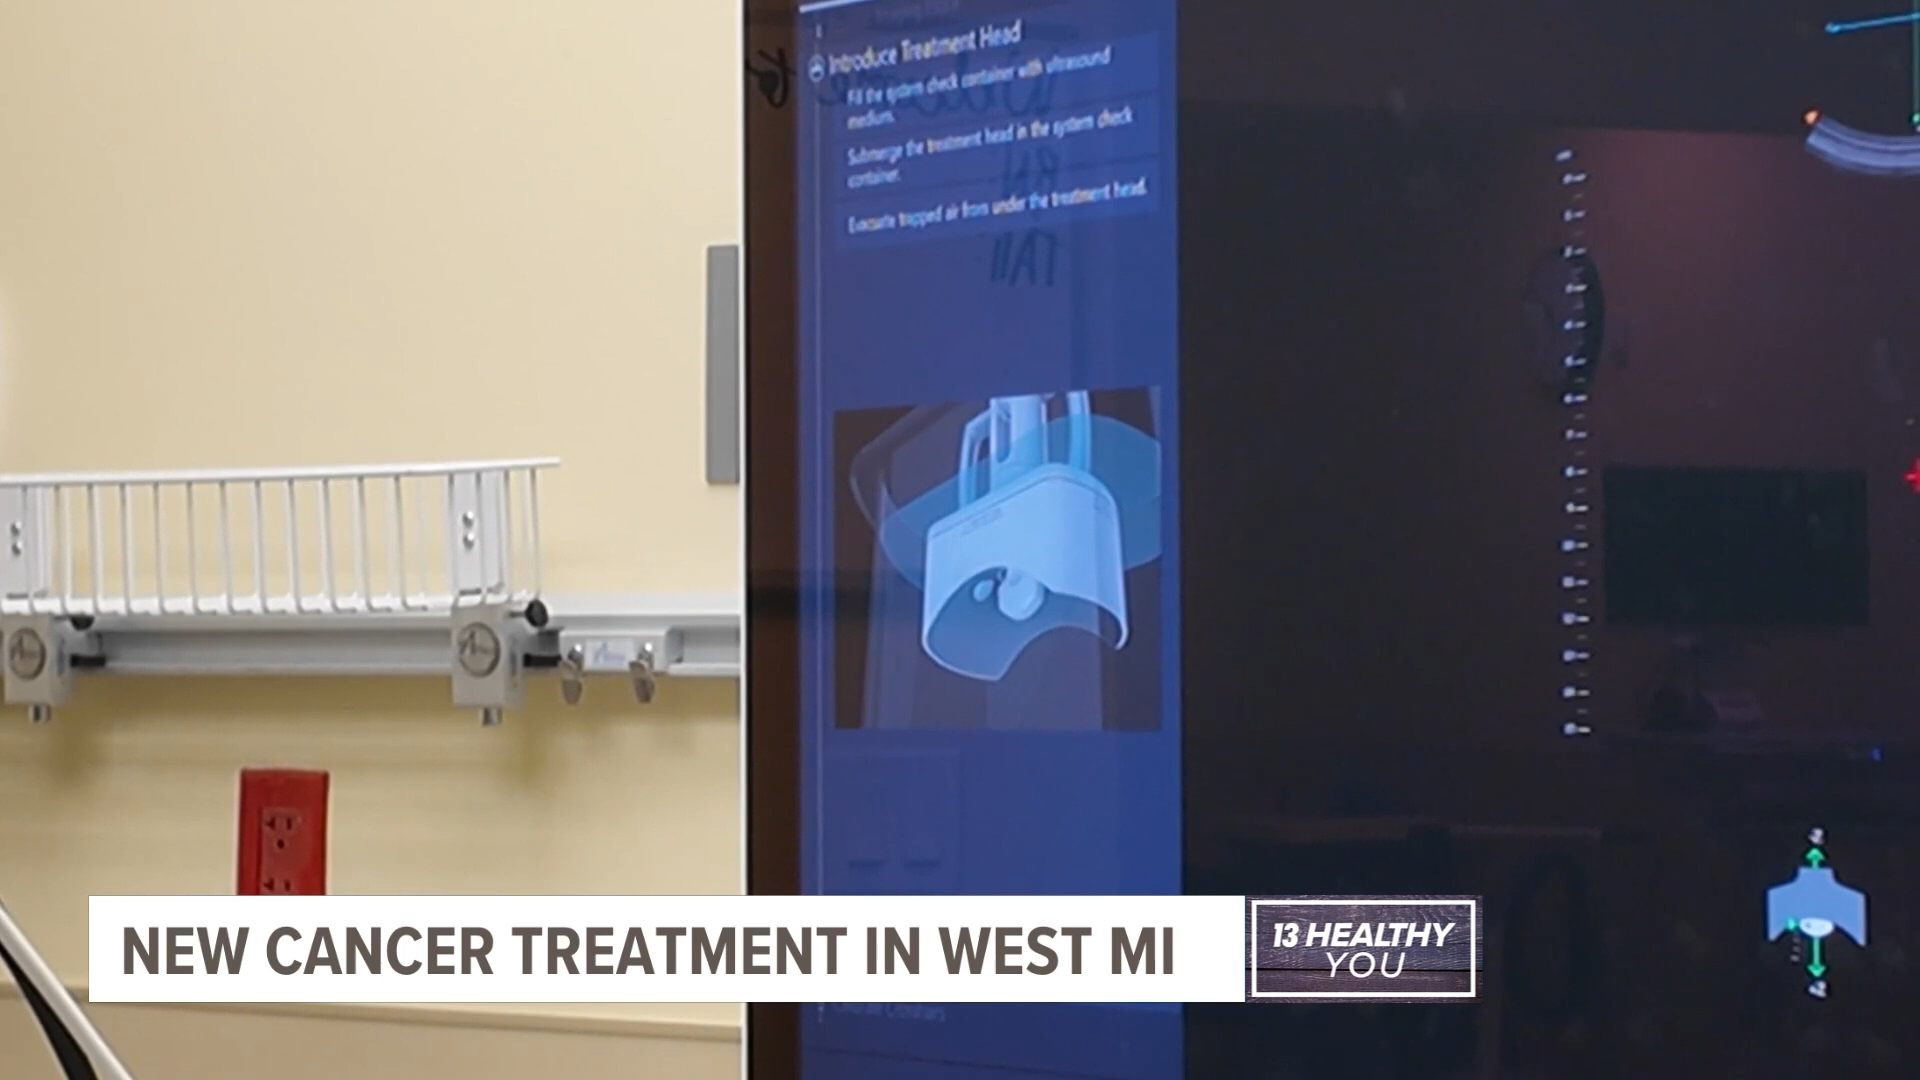 Introduce Treatment Head
Fill the system check container with ultrasound
medium.
Submerge the treatment head in the system check
container.
Evacuate trapped air from under the treatment head.
NEW CANCER TREATMENT IN WEST MI
13 HEALTHY
YOU